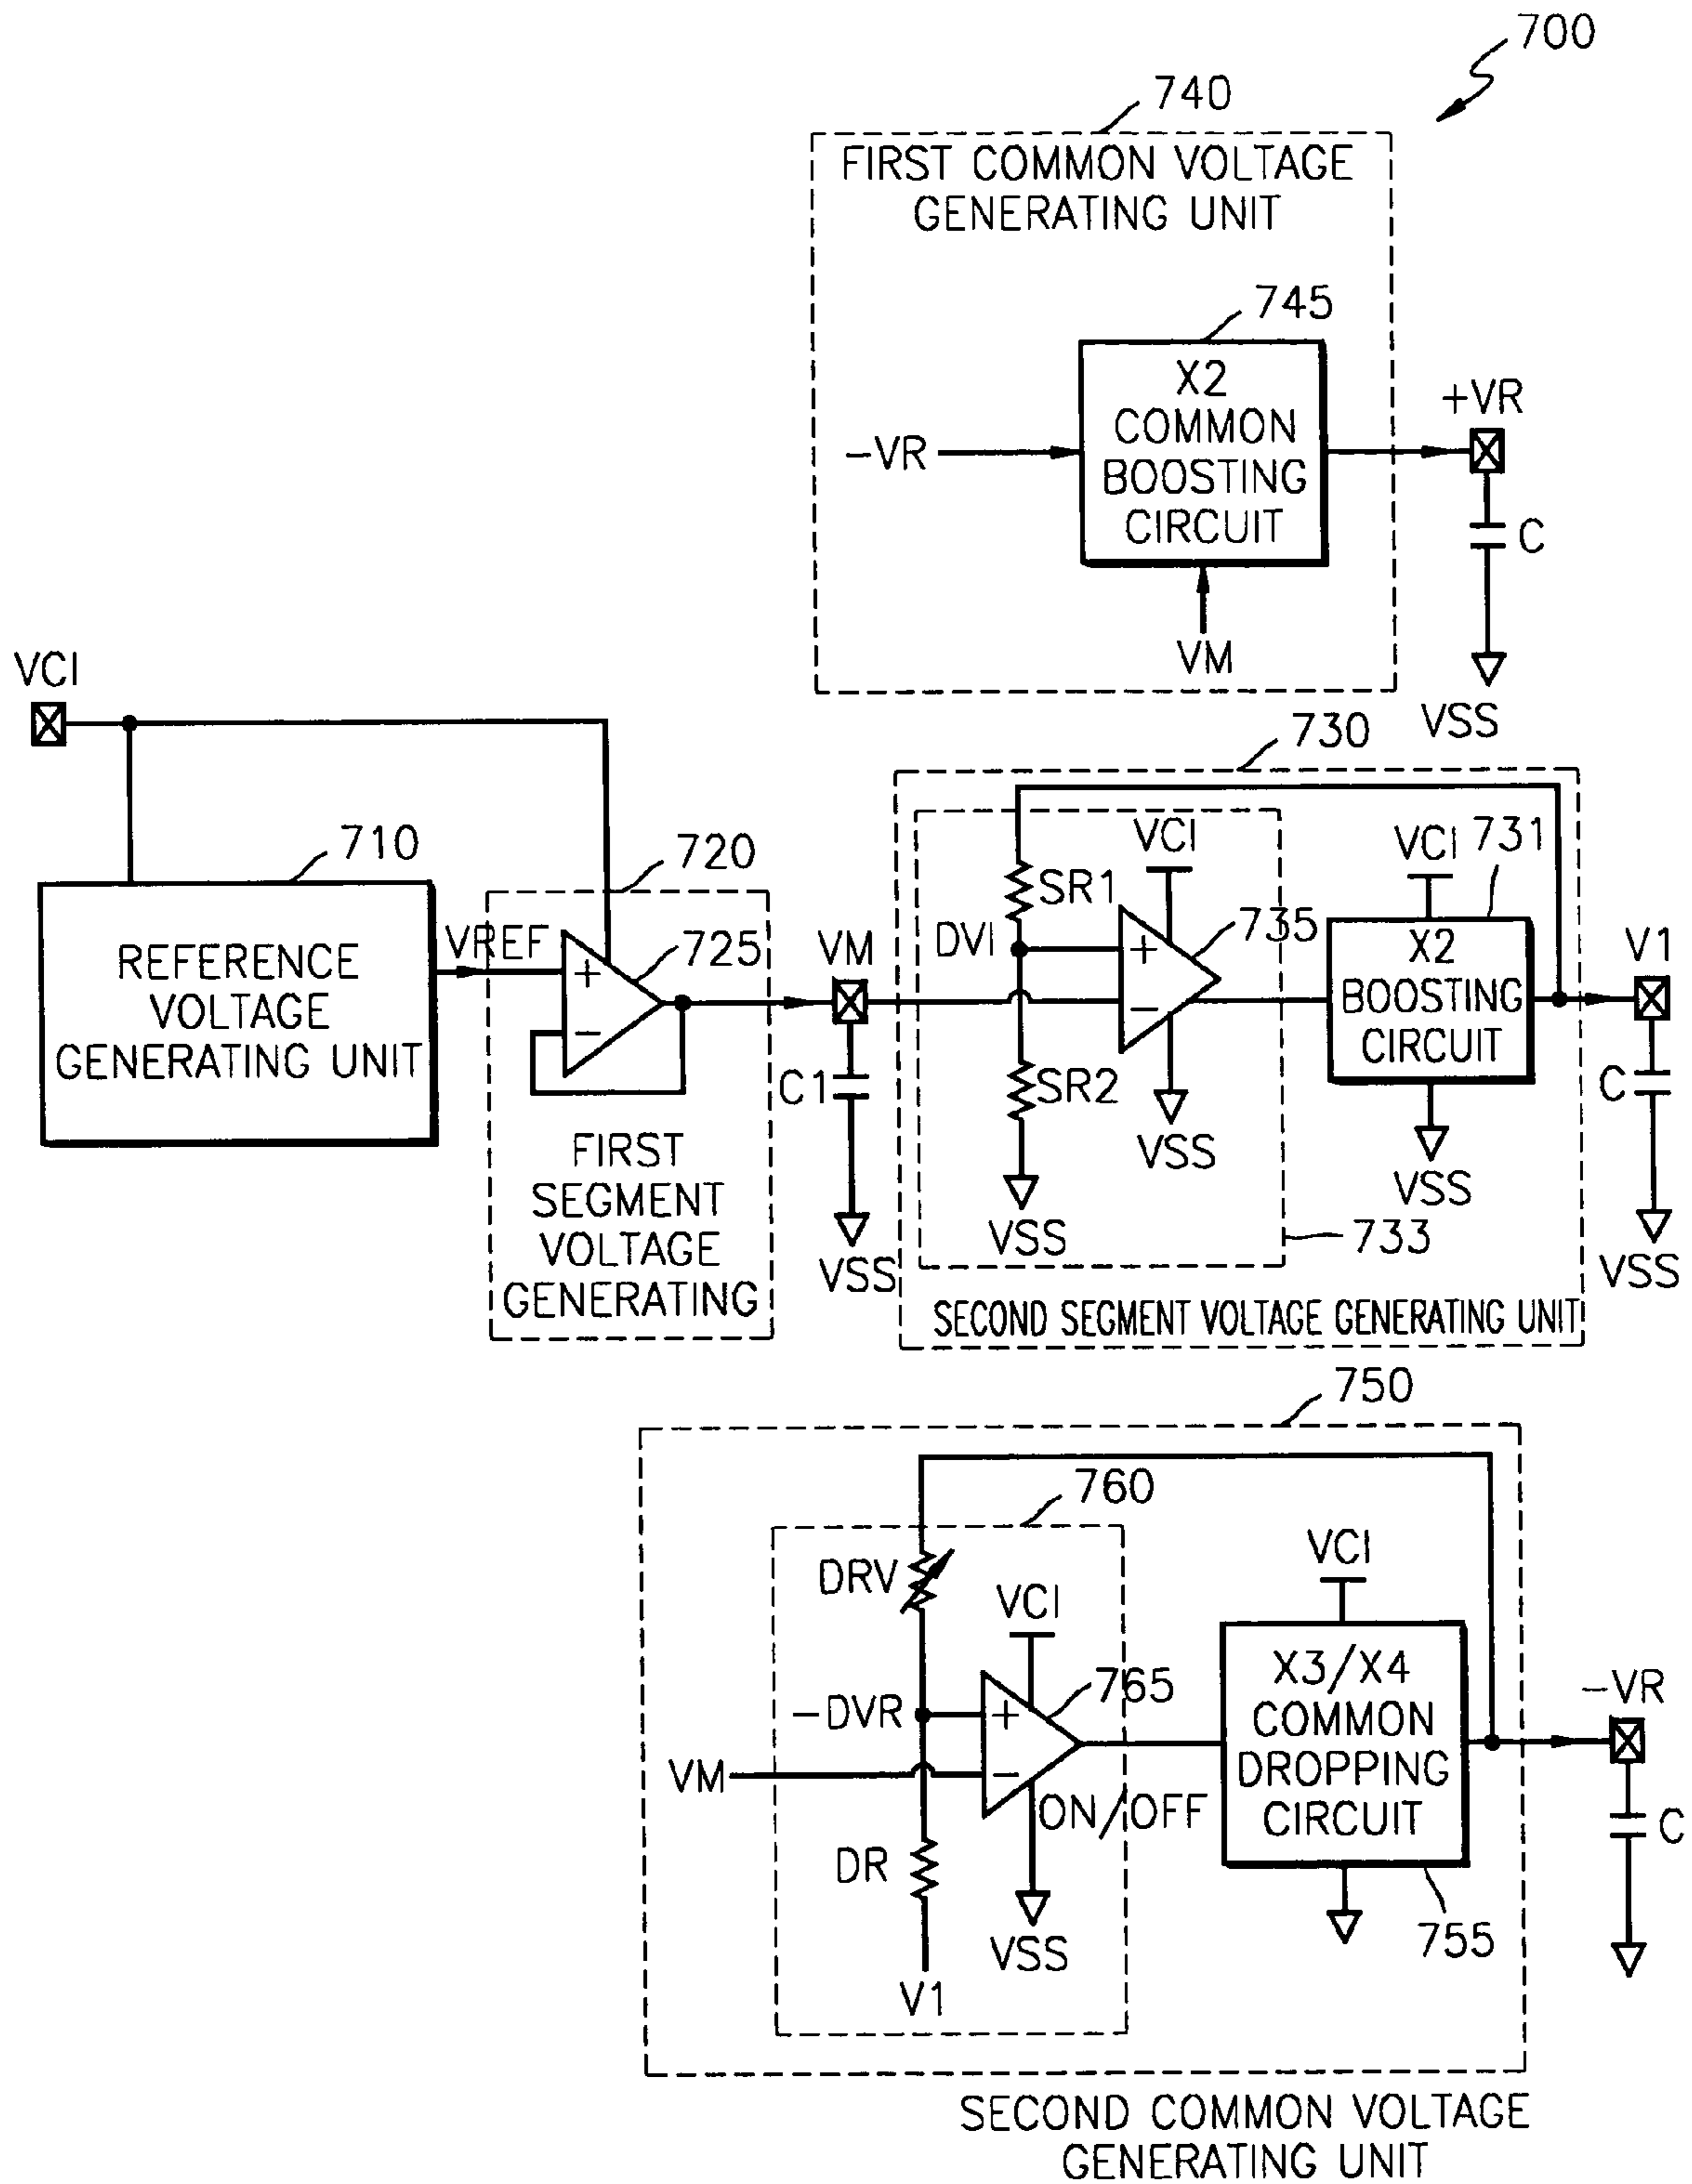 700
740
FIRST COMMON VOLTAGE
GENERATING UNIT
745
X2
COMMON
BOOSTING
CIRCUIT
-VR
+VR
C
VM
VSS
VCI
710
REFERENCE
VOLTAGE
GENERATING UNIT
VREF
720
725
+
-
FIRST
SEGMENT
VOLTAGE
GENERATING
VM
C1
VSS
730
SR1
DVI
SR2
VSS
VCI
735
+
-
VSS
733
VCI
731
X2
BOOSTING
CIRCUIT
VSS
V1
C
VSS
SECOND SEGMENT VOLTAGE GENERATING UNIT
750
760
DRV
VCI
-DVR
+
-
765
VM
ON/OFF
DR
VSS
V1
VCI
X3/X4
COMMON
DROPPING
CIRCUIT
755
-VR
C
SECOND COMMON VOLTAGE
GENERATING UNIT